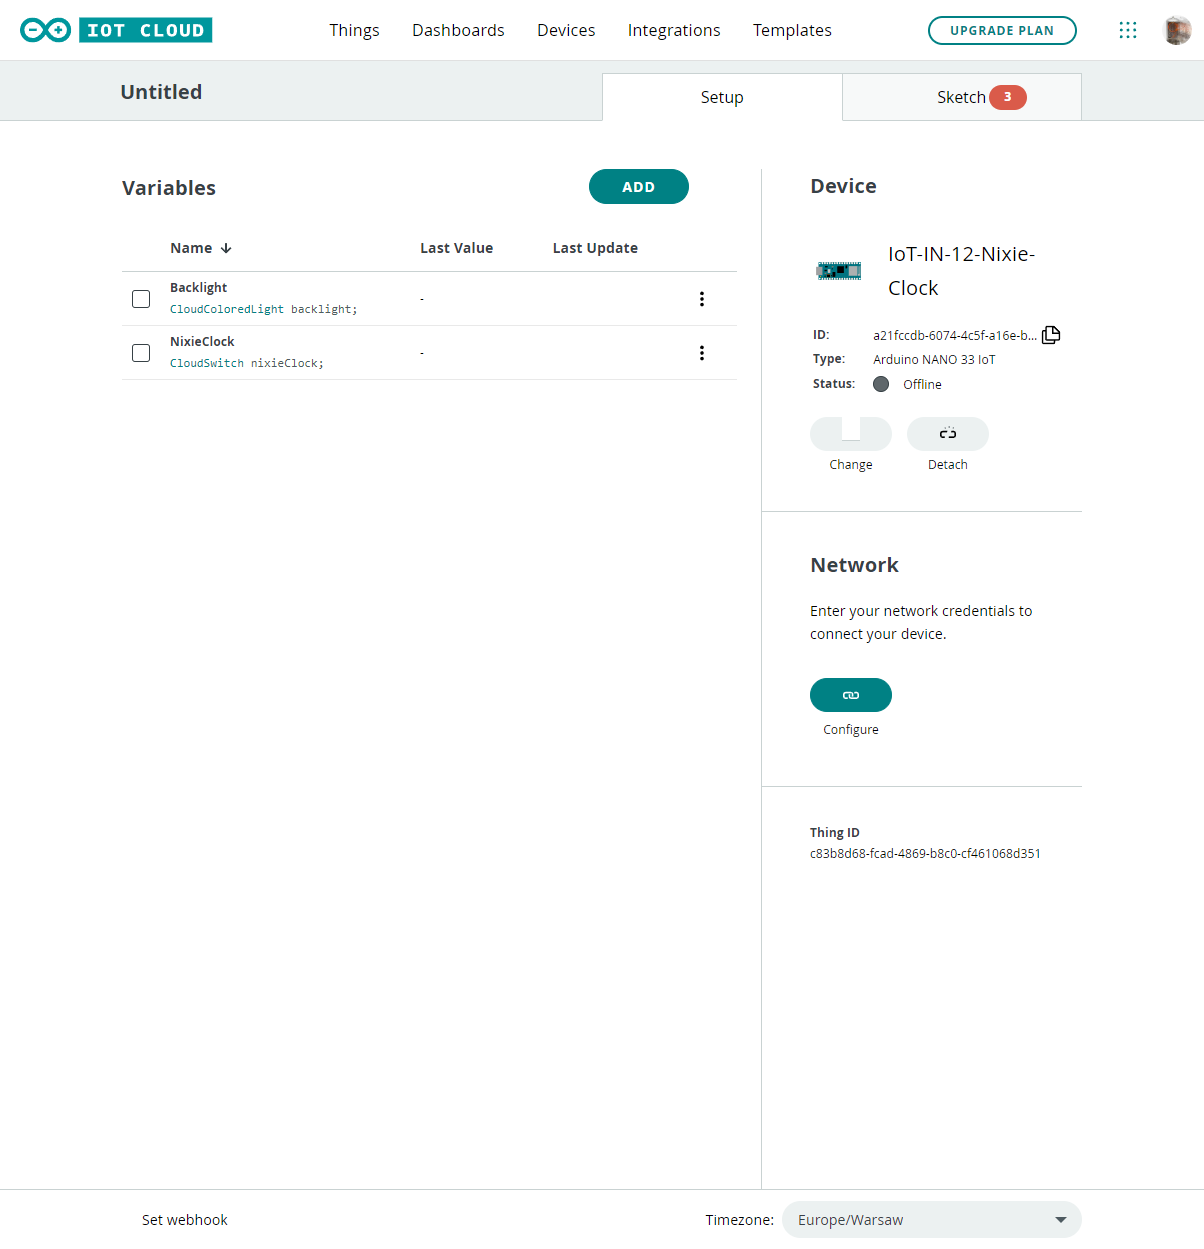 IOT CLOUD Things Dashboards Devices Integrations Templates UPGRADE PLAN
Untitled Setup Sketch 3
Variables ADD
Name Last Value Last Update
Backlight
CloudColoredLight backlight; -
NixieClock
CloudSwitch nixieClock; -
Device
IoT-IN-12-Nixie-
Clock
ID: a21fccdb-6074-4c5f-a16e-b...
Type: Arduino NANO 33 IoT
Status: Offline
Change Detach
Network
Enter your network credentials to
connect your device.
Configure
Thing ID
c83b8d68-fcad-4869-b8c0-cf461068d351
Set webhook Timezone: Europe/Warsaw